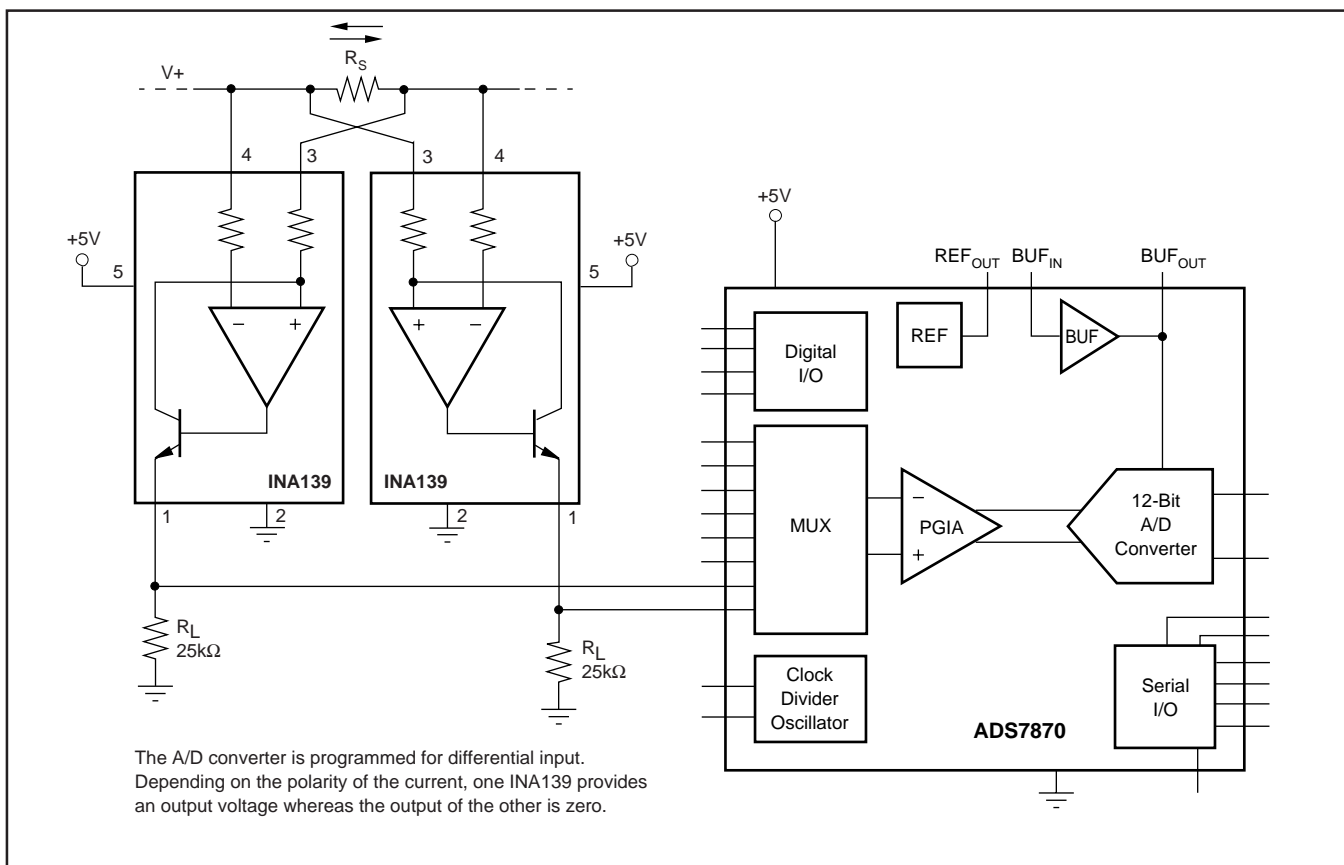 R_S
V+
4
3
3
4
+5V
5
5
+5V
−
+
+
−
INA139
INA139
1
2
2
1
R_L
25kΩ
R_L
25kΩ
The A/D converter is programmed for differential input.
Depending on the polarity of the current, one INA139 provides
an output voltage whereas the output of the other is zero.
+5V
REF_OUT
BUF_IN
BUF_OUT
Digital
I/O
REF
BUF
MUX
−
PGIA
+
12-Bit
A/D
Converter
Clock
Divider
Oscillator
Serial
I/O
ADS7870